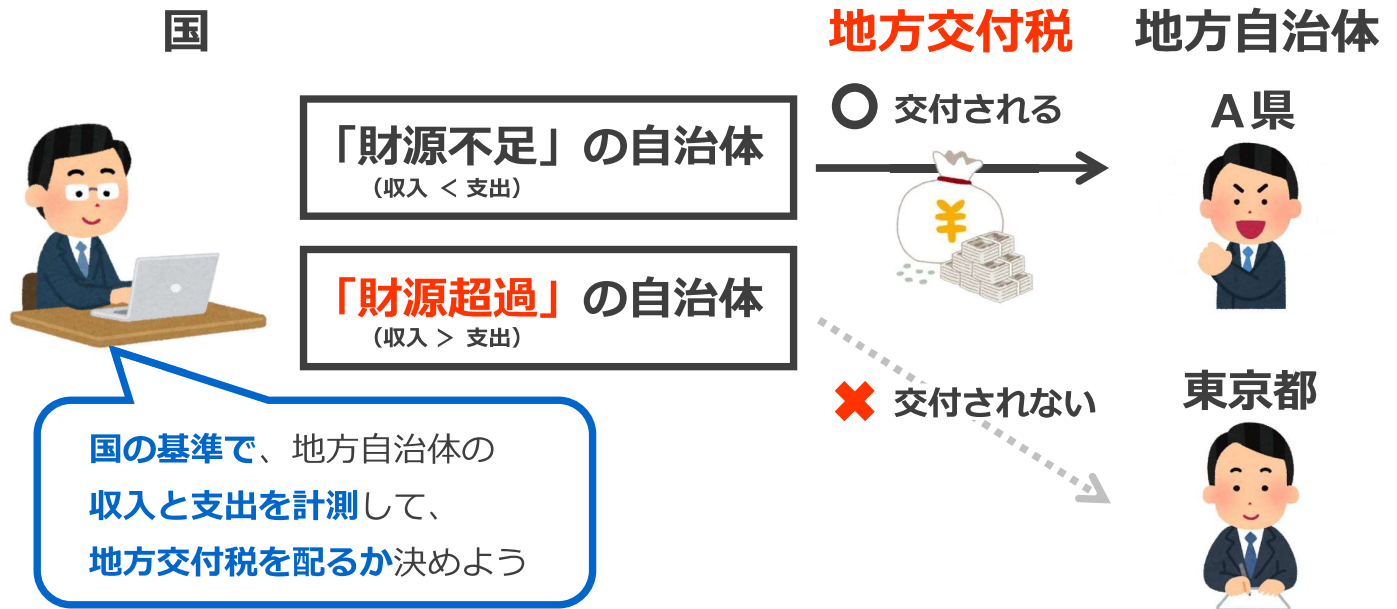 国
地方交付税
地方自治体
「財源不足」の自治体
（収入 ＜ 支出）
○ 交付される
A県
¥
「財源超過」の自治体
（収入 ＞ 支出）
✖ 交付されない
東京都
国の基準で、地方自治体の
収入と支出を計測して、
地方交付税を配るか決めよう